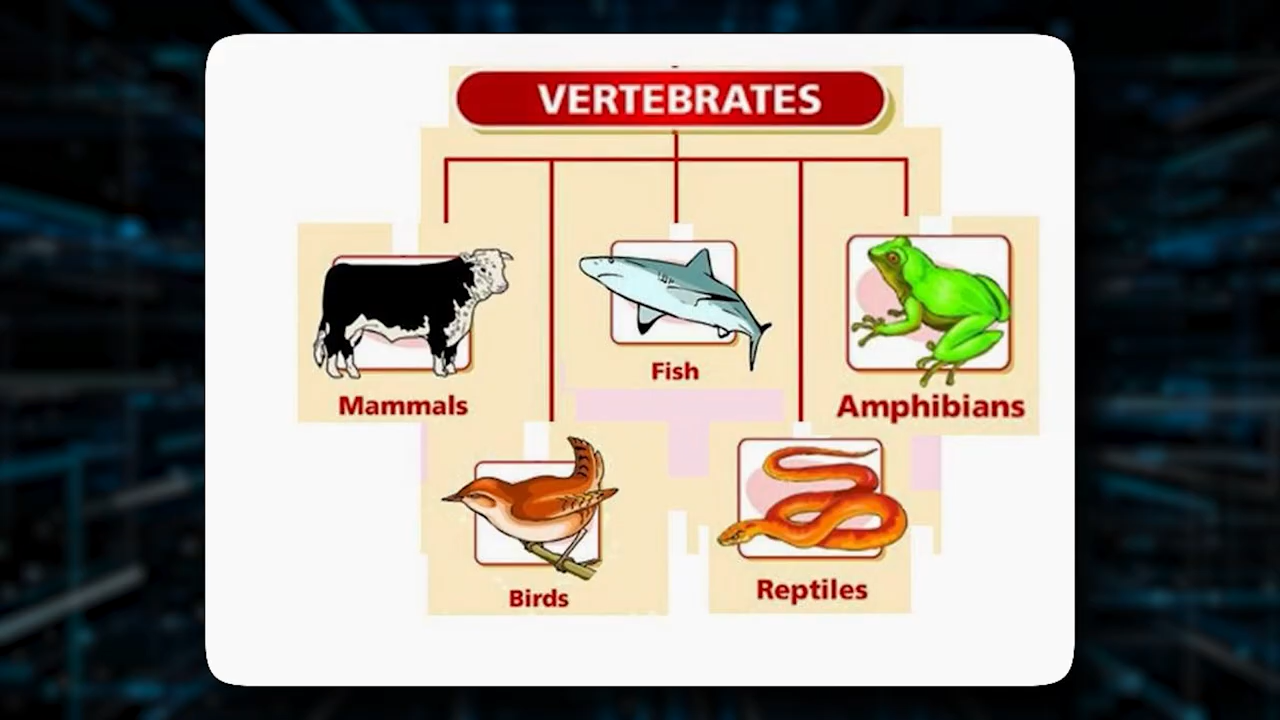 VERTEBRATES
Mammals
Fish
Amphibians
Birds
Reptiles